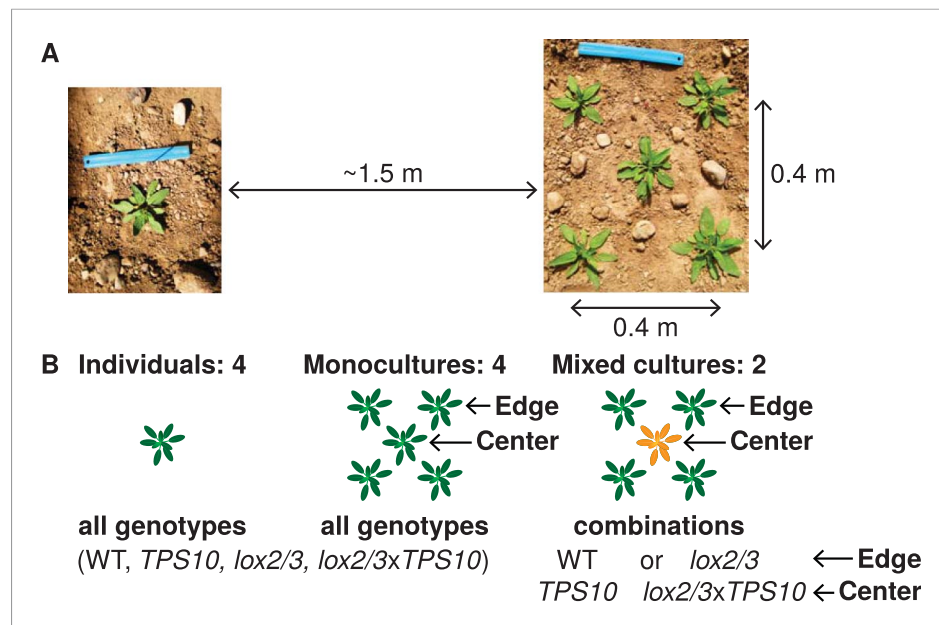 A
~1.5 m
0.4 m
0.4 m
B Individuals: 4 Monocultures: 4 Mixed cultures: 2
Edge Edge
Center Center
all genotypes all genotypes combinations
(WT, TPS10, lox2/3, lox2/3xTPS10) WT or lox2/3 Edge
TPS10 lox2/3xTPS10 Center